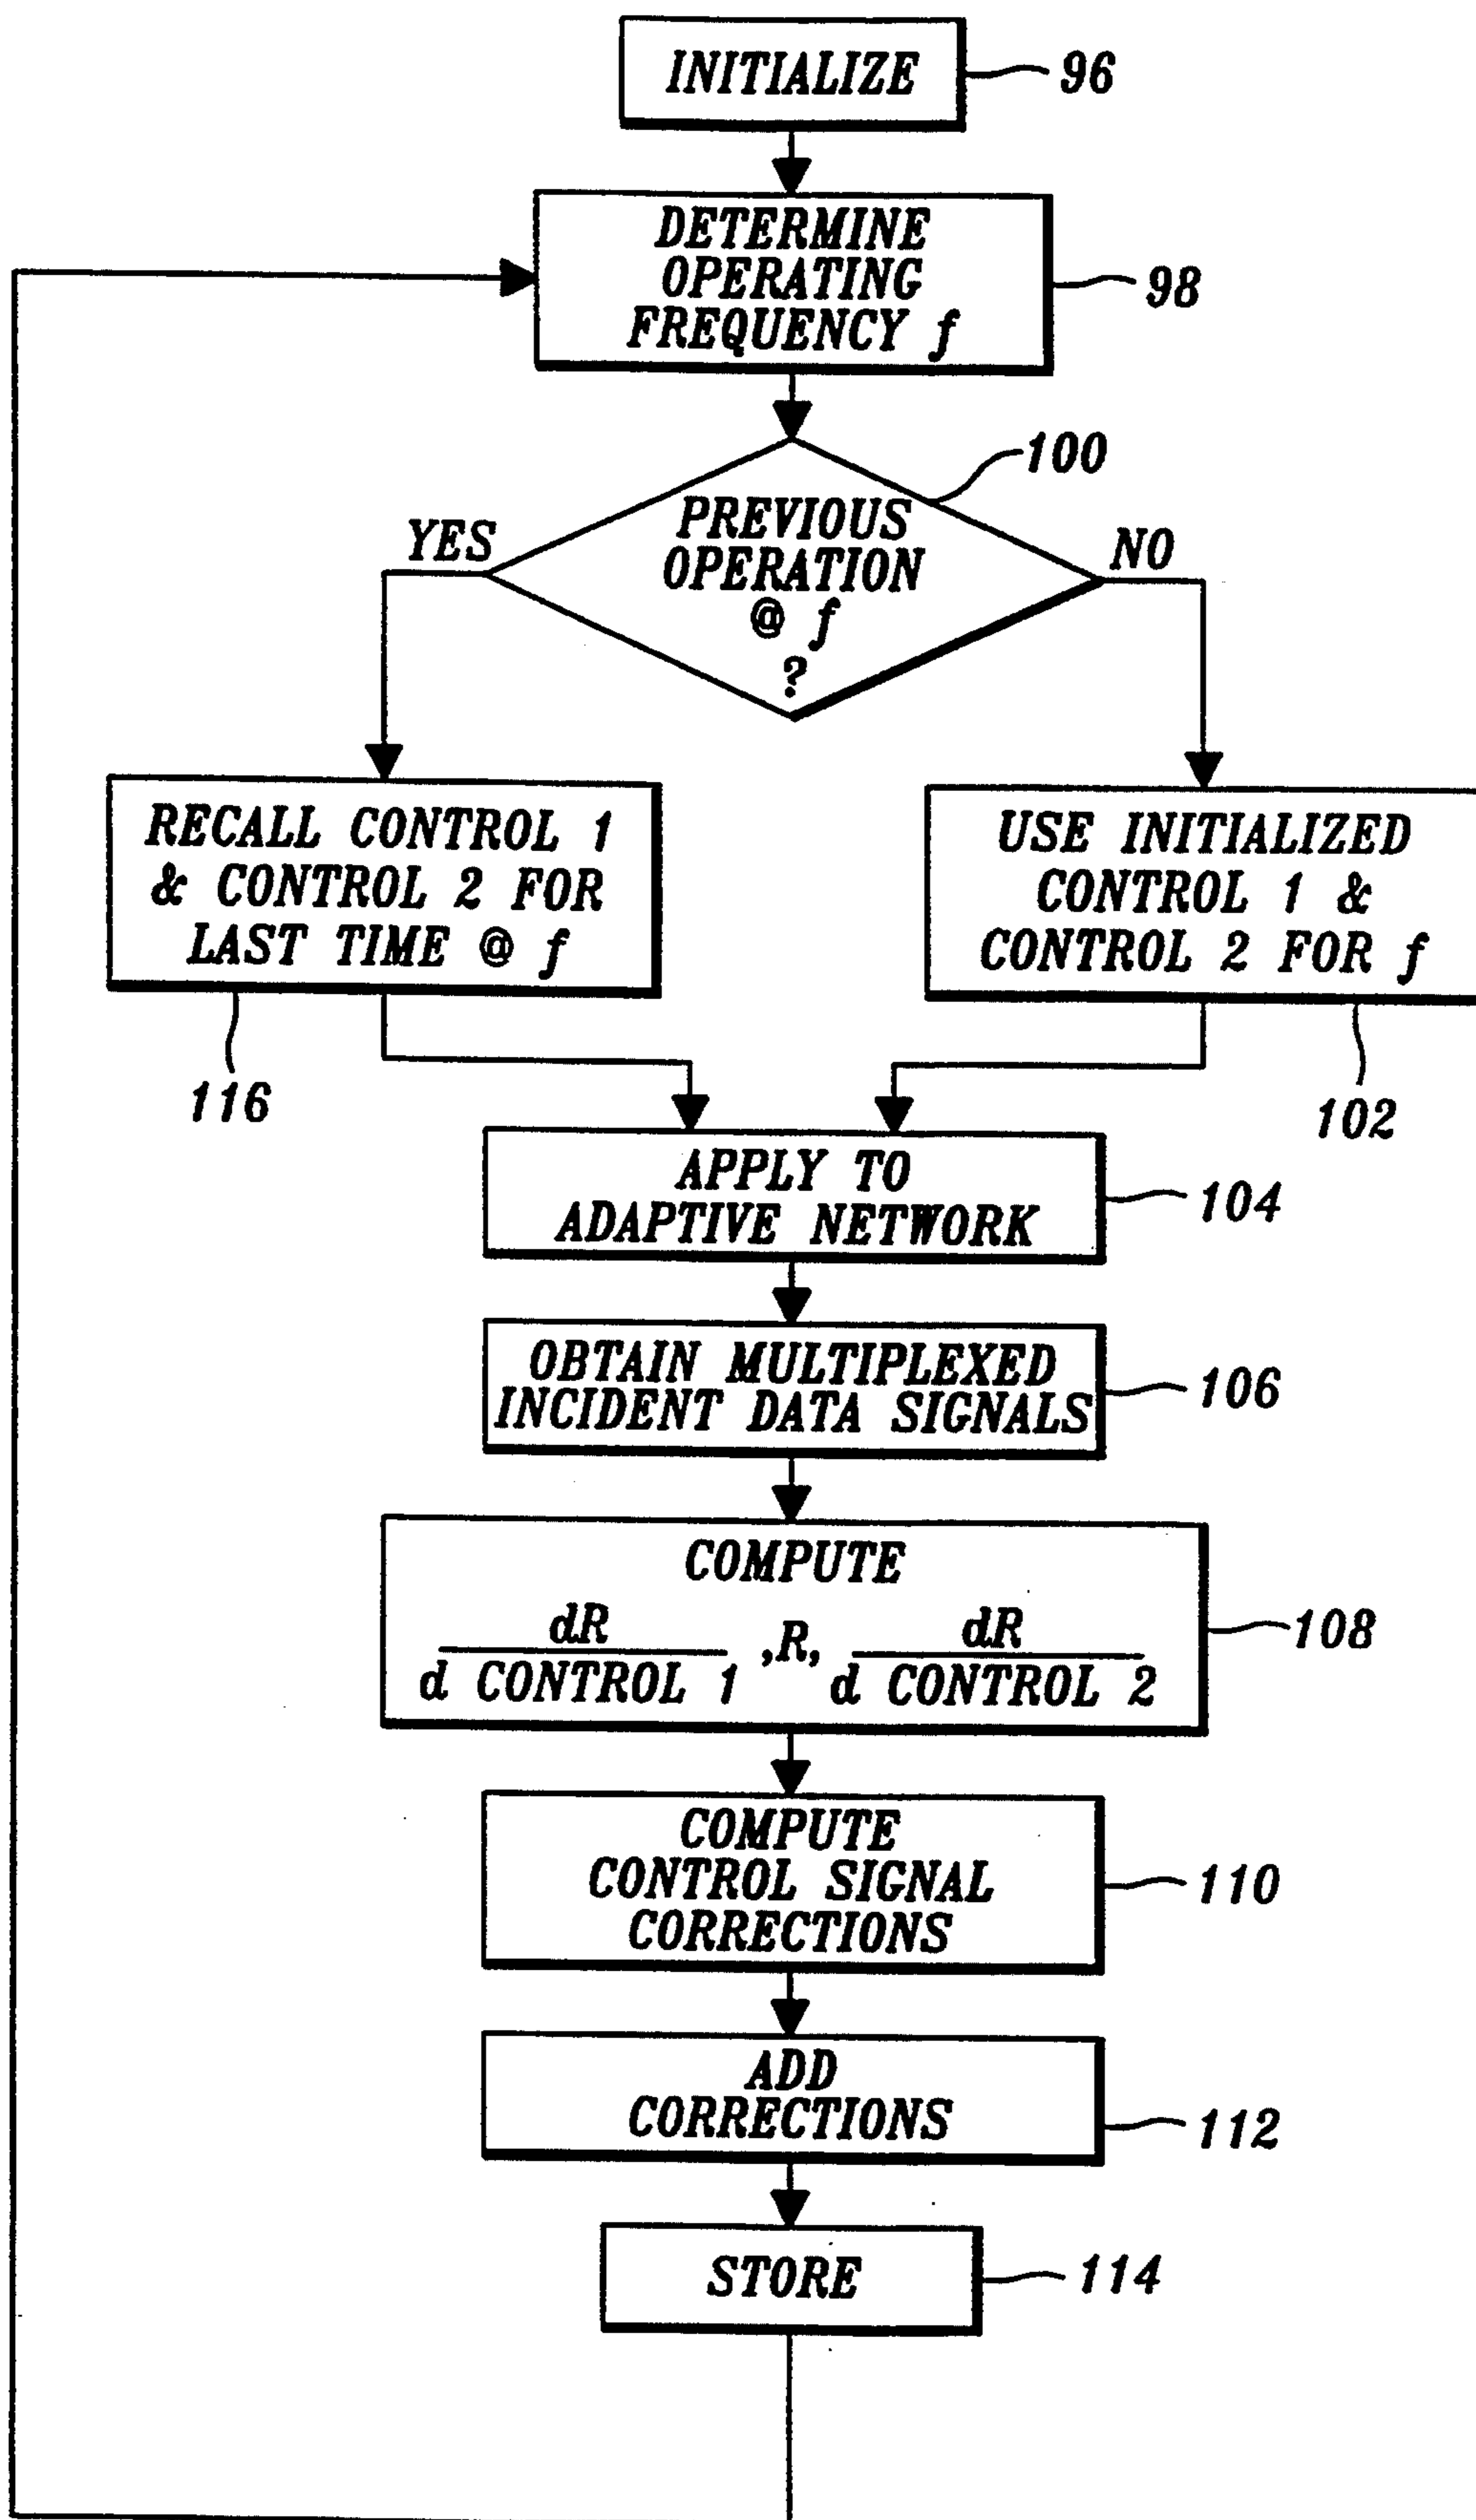 INITIALIZE
96
DETERMINE
OPERATING
FREQUENCY f
98
100
PREVIOUS
OPERATION
@ f
?
YES
NO
RECALL CONTROL 1
& CONTROL 2 FOR
LAST TIME @ f
116
USE INITIALIZED
CONTROL 1 &
CONTROL 2 FOR f
102
APPLY TO
ADAPTIVE NETWORK
104
OBTAIN MULTIPLEXED
INCIDENT DATA SIGNALS
106
COMPUTE
dR ,R, dR
d CONTROL 1 d CONTROL 2
108
COMPUTE
CONTROL SIGNAL
CORRECTIONS
110
ADD
CORRECTIONS
112
STORE
114